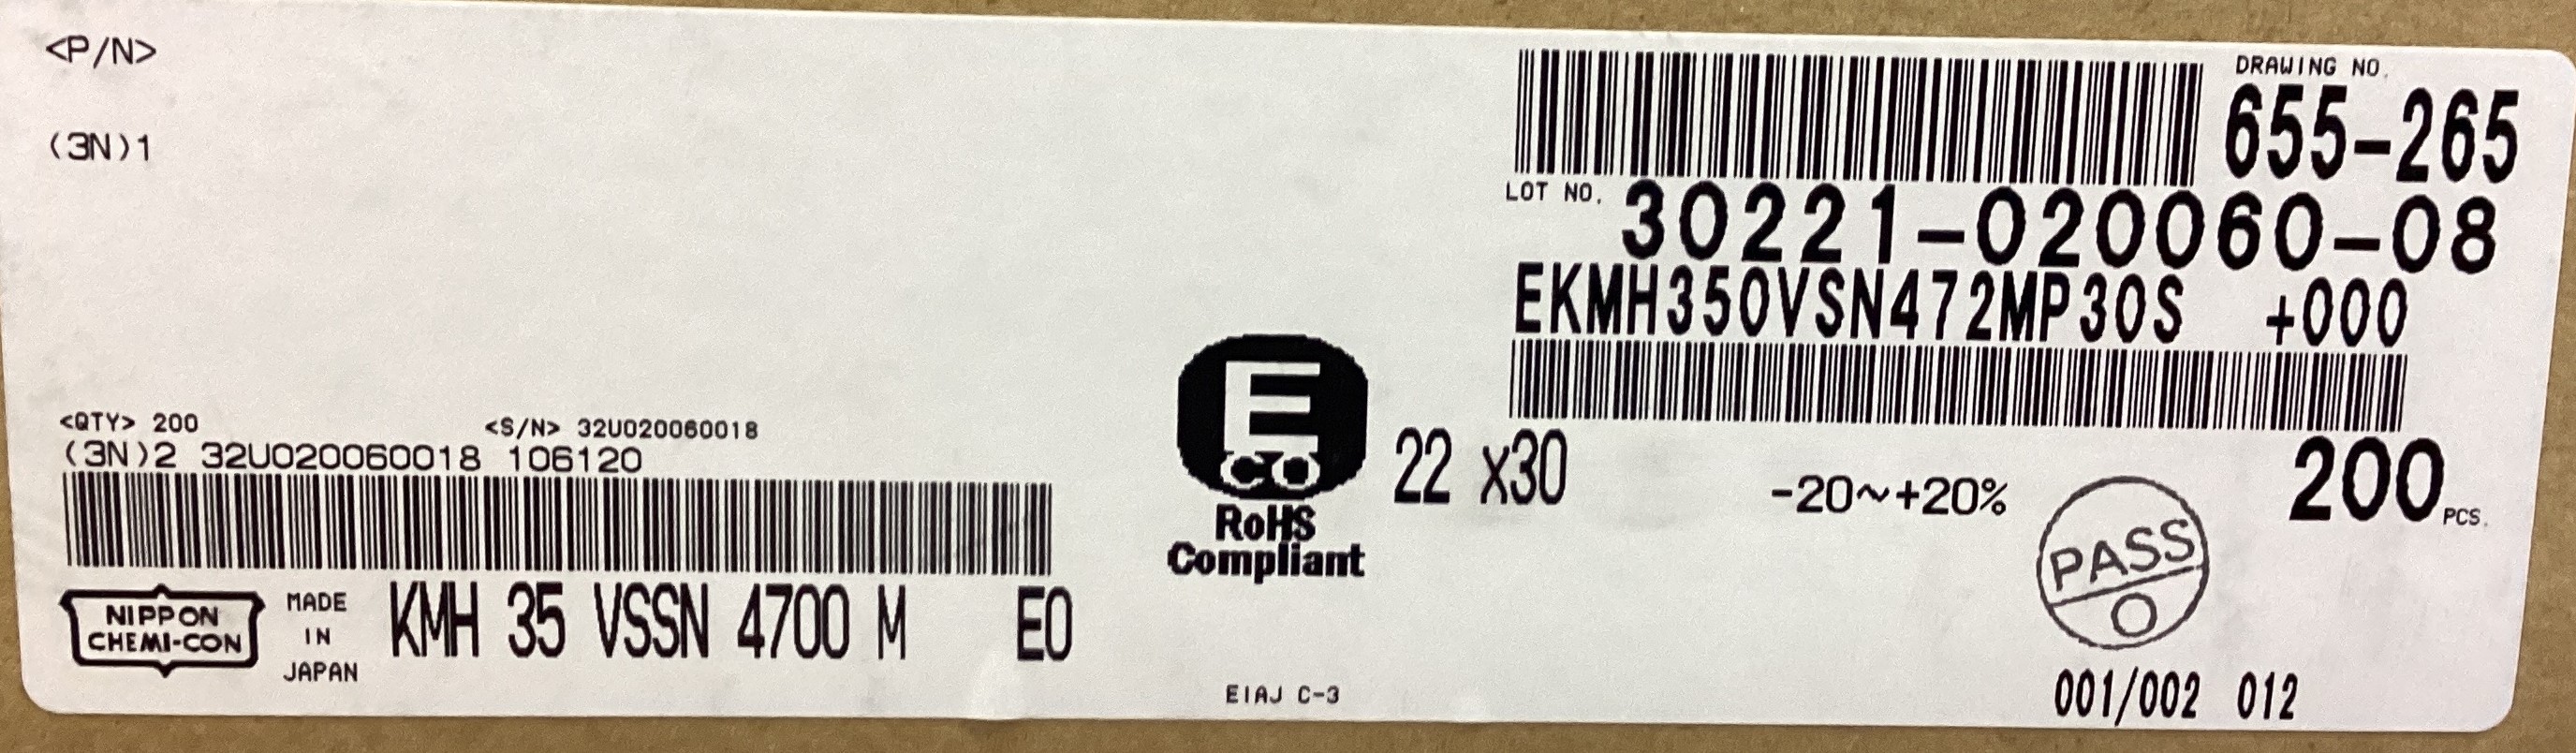 <P/N>
(3N)1
DRAWING NO.
655-265
LOT NO. 30221-020060-08
EKMH350VSN472MP30S +000
<QTY> 200 <S/N> 32U020060018
(3N)2 32U020060018 106120
E
co
RoHS
Compliant
22 x30 -20~+20% 200 PCS.
PASS
O
NIPPON
CHEMI-CON
MADE
IN
JAPAN
KMH 35 VSSN 4700 M E0
EIAJ C-3
001/002 012